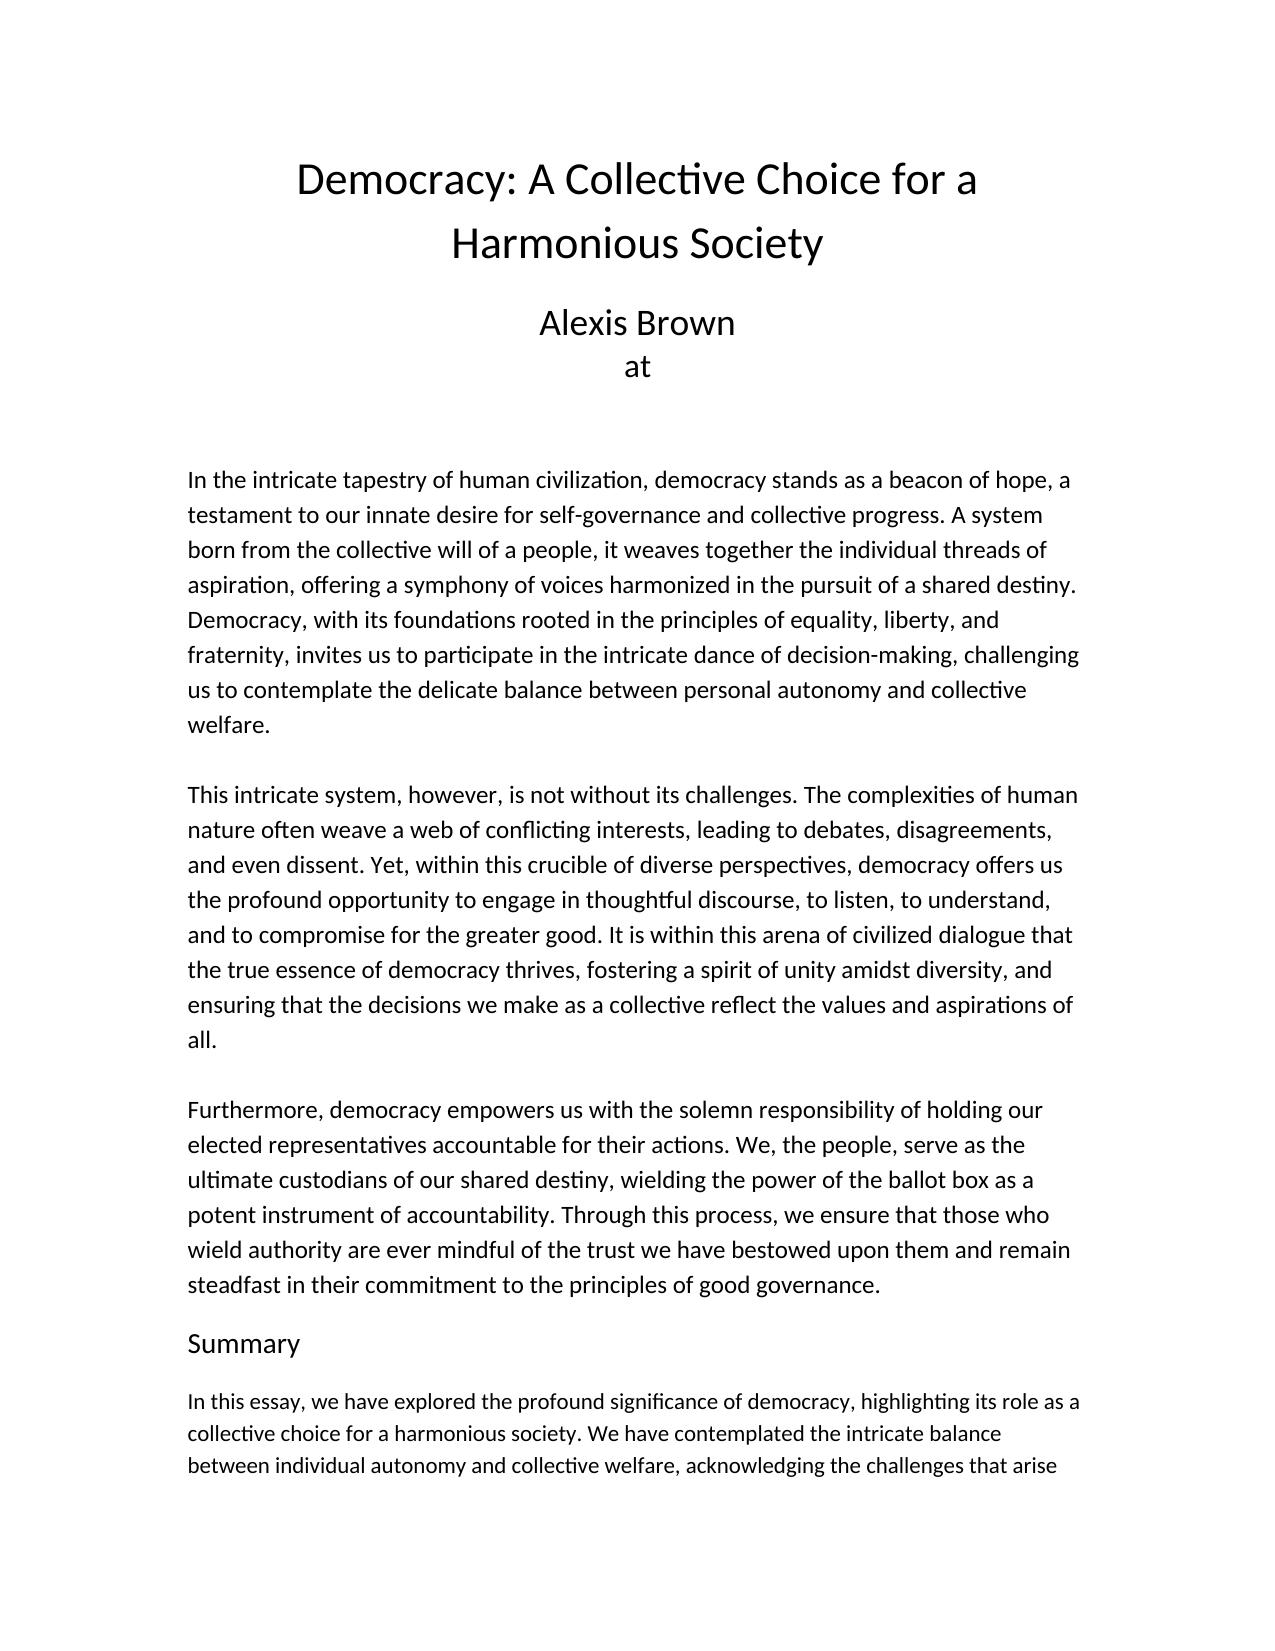 Democracy: A Collective Choice for a
Harmonious Society
Alexis Brown
at
In the intricate tapestry of human civilization, democracy stands as a beacon of hope, a
testament to our innate desire for self-governance and collective progress. A system
born from the collective will of a people, it weaves together the individual threads of
aspiration, offering a symphony of voices harmonized in the pursuit of a shared destiny.
Democracy, with its foundations rooted in the principles of equality, liberty, and
fraternity, invites us to participate in the intricate dance of decision-making, challenging
us to contemplate the delicate balance between personal autonomy and collective
welfare.
This intricate system, however, is not without its challenges. The complexities of human
nature often weave a web of conflicting interests, leading to debates, disagreements,
and even dissent. Yet, within this crucible of diverse perspectives, democracy offers us
the profound opportunity to engage in thoughtful discourse, to listen, to understand,
and to compromise for the greater good. It is within this arena of civilized dialogue that
the true essence of democracy thrives, fostering a spirit of unity amidst diversity, and
ensuring that the decisions we make as a collective reflect the values and aspirations of
all.
Furthermore, democracy empowers us with the solemn responsibility of holding our
elected representatives accountable for their actions. We, the people, serve as the
ultimate custodians of our shared destiny, wielding the power of the ballot box as a
potent instrument of accountability. Through this process, we ensure that those who
wield authority are ever mindful of the trust we have bestowed upon them and remain
steadfast in their commitment to the principles of good governance.
Summary
In this essay, we have explored the profound significance of democracy, highlighting its role as a
collective choice for a harmonious society. We have contemplated the intricate balance
between individual autonomy and collective welfare, acknowledging the challenges that arise